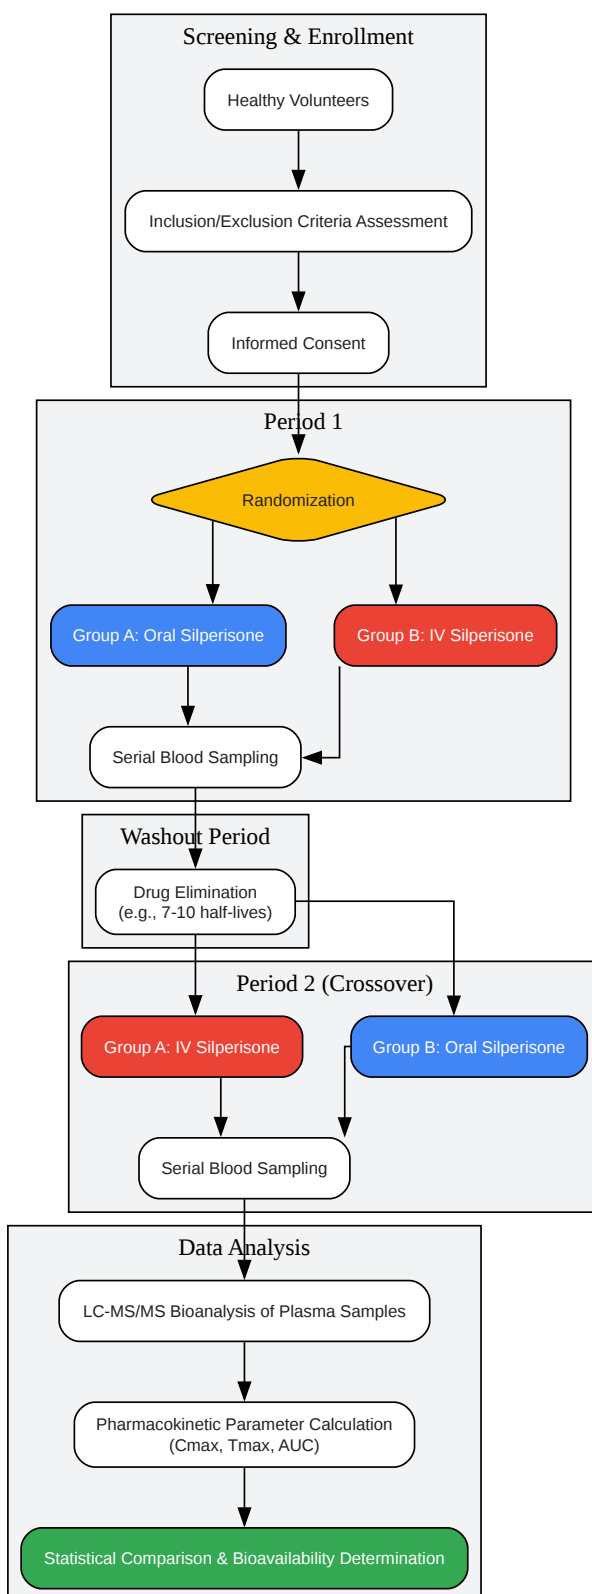 Screening & Enrollment
Healthy Volunteers
Inclusion/Exclusion Criteria Assessment
Informed Consent
Period 1
Randomization
Group A: Oral Silperisone
Group B: IV Silperisone
Serial Blood Sampling
Washout Period
Drug Elimination
(e.g., 7-10 half-lives)
Period 2 (Crossover)
Group A: IV Silperisone
Group B: Oral Silperisone
Serial Blood Sampling
Data Analysis
LC-MS/MS Bioanalysis of Plasma Samples
Pharmacokinetic Parameter Calculation
(Cmax, Tmax, AUC)
Statistical Comparison & Bioavailability Determination